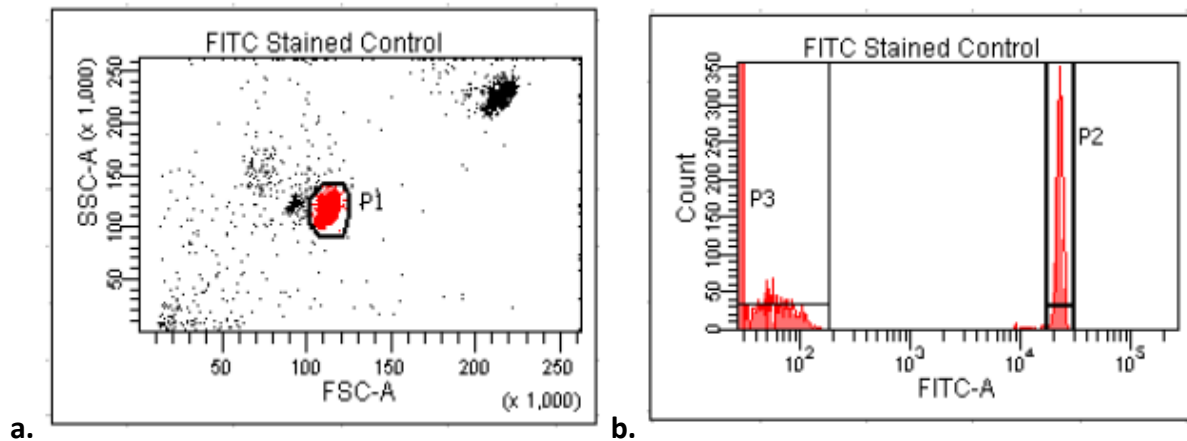 FITC Stained Control
SSC-A (x 1,000)
250
200
150
100
50
P1
50 100 150 200 250
FSC-A
(x 1,000)
a.
FITC Stained Control
Count
350
300
250
200
150
100
50
0
P3
P2
10² 10³ 10⁴ 10⁵
FITC-A
b.